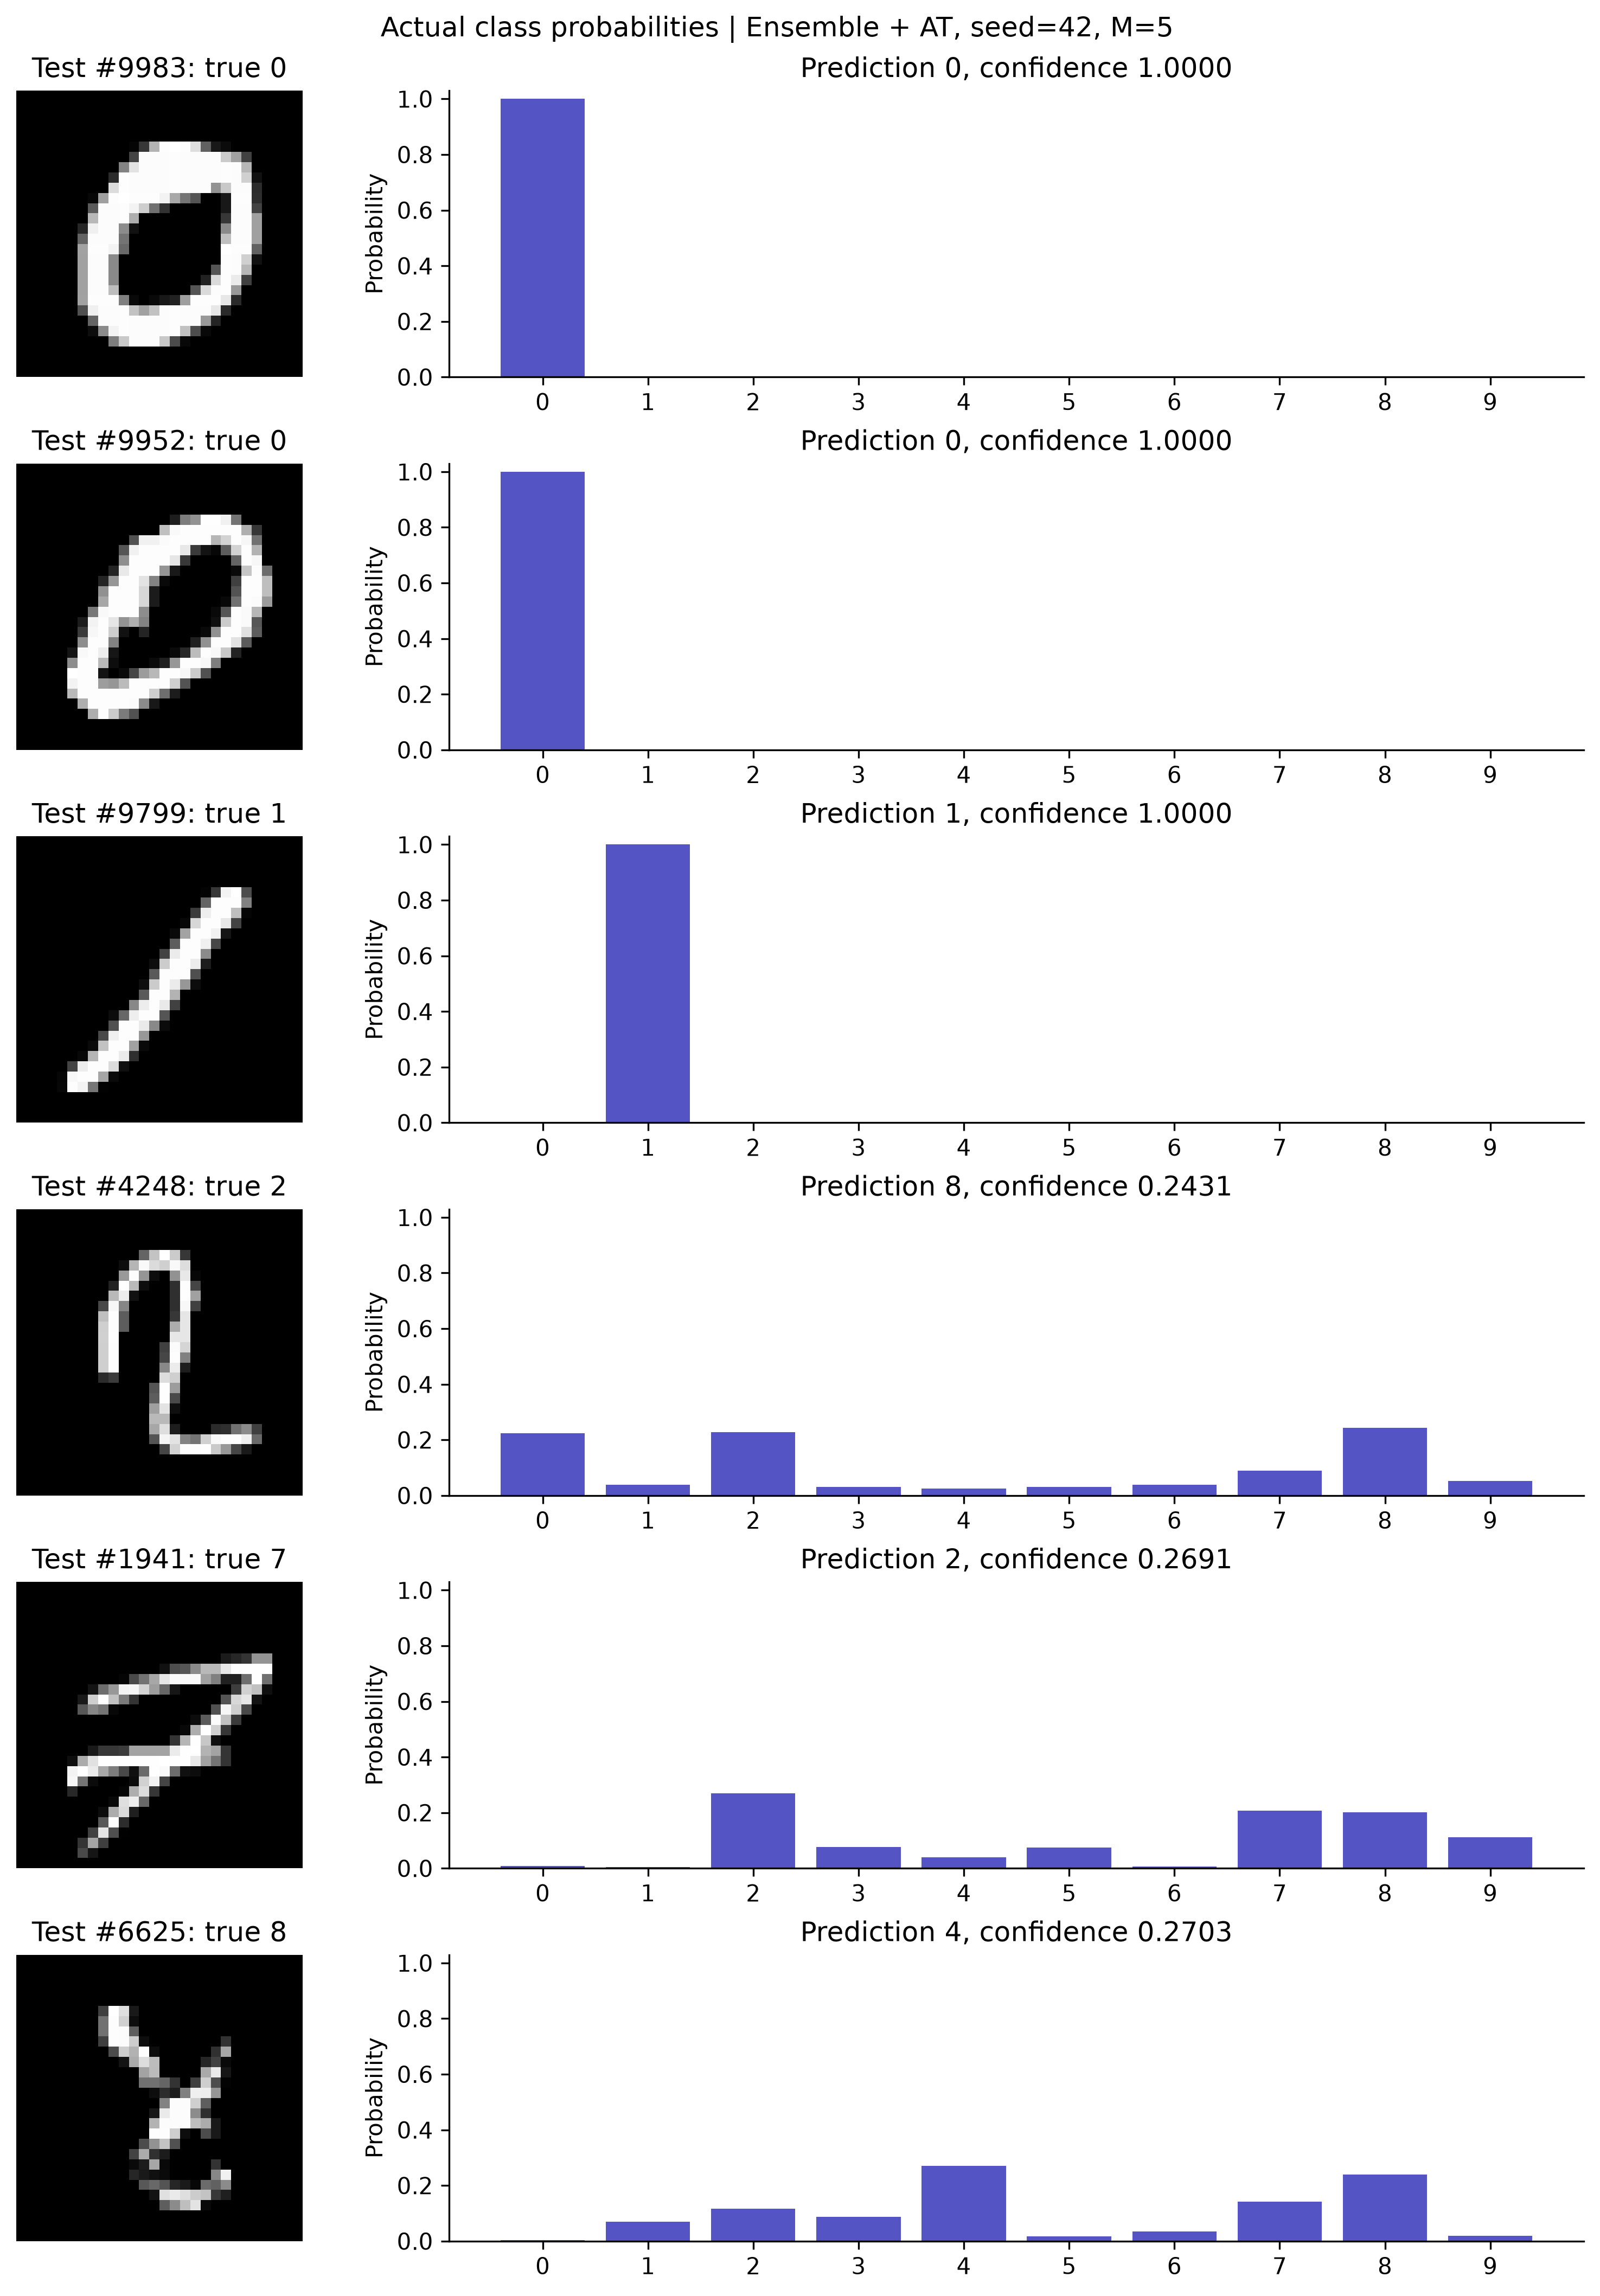 Actual class probabilities | Ensemble + AT, seed=42, M=5
Test #9983: true 0
Prediction 0, confidence 1.0000
Probability
1.0
0.8
0.6
0.4
0.2
0.0
0 1 2 3 4 5 6 7 8 9
Test #9952: true 0
Prediction 0, confidence 1.0000
Probability
1.0
0.8
0.6
0.4
0.2
0.0
0 1 2 3 4 5 6 7 8 9
Test #9799: true 1
Prediction 1, confidence 1.0000
Probability
1.0
0.8
0.6
0.4
0.2
0.0
0 1 2 3 4 5 6 7 8 9
Test #4248: true 2
Prediction 8, confidence 0.2431
Probability
1.0
0.8
0.6
0.4
0.2
0.0
0 1 2 3 4 5 6 7 8 9
Test #1941: true 7
Prediction 2, confidence 0.2691
Probability
1.0
0.8
0.6
0.4
0.2
0.0
0 1 2 3 4 5 6 7 8 9
Test #6625: true 8
Prediction 4, confidence 0.2703
Probability
1.0
0.8
0.6
0.4
0.2
0.0
0 1 2 3 4 5 6 7 8 9